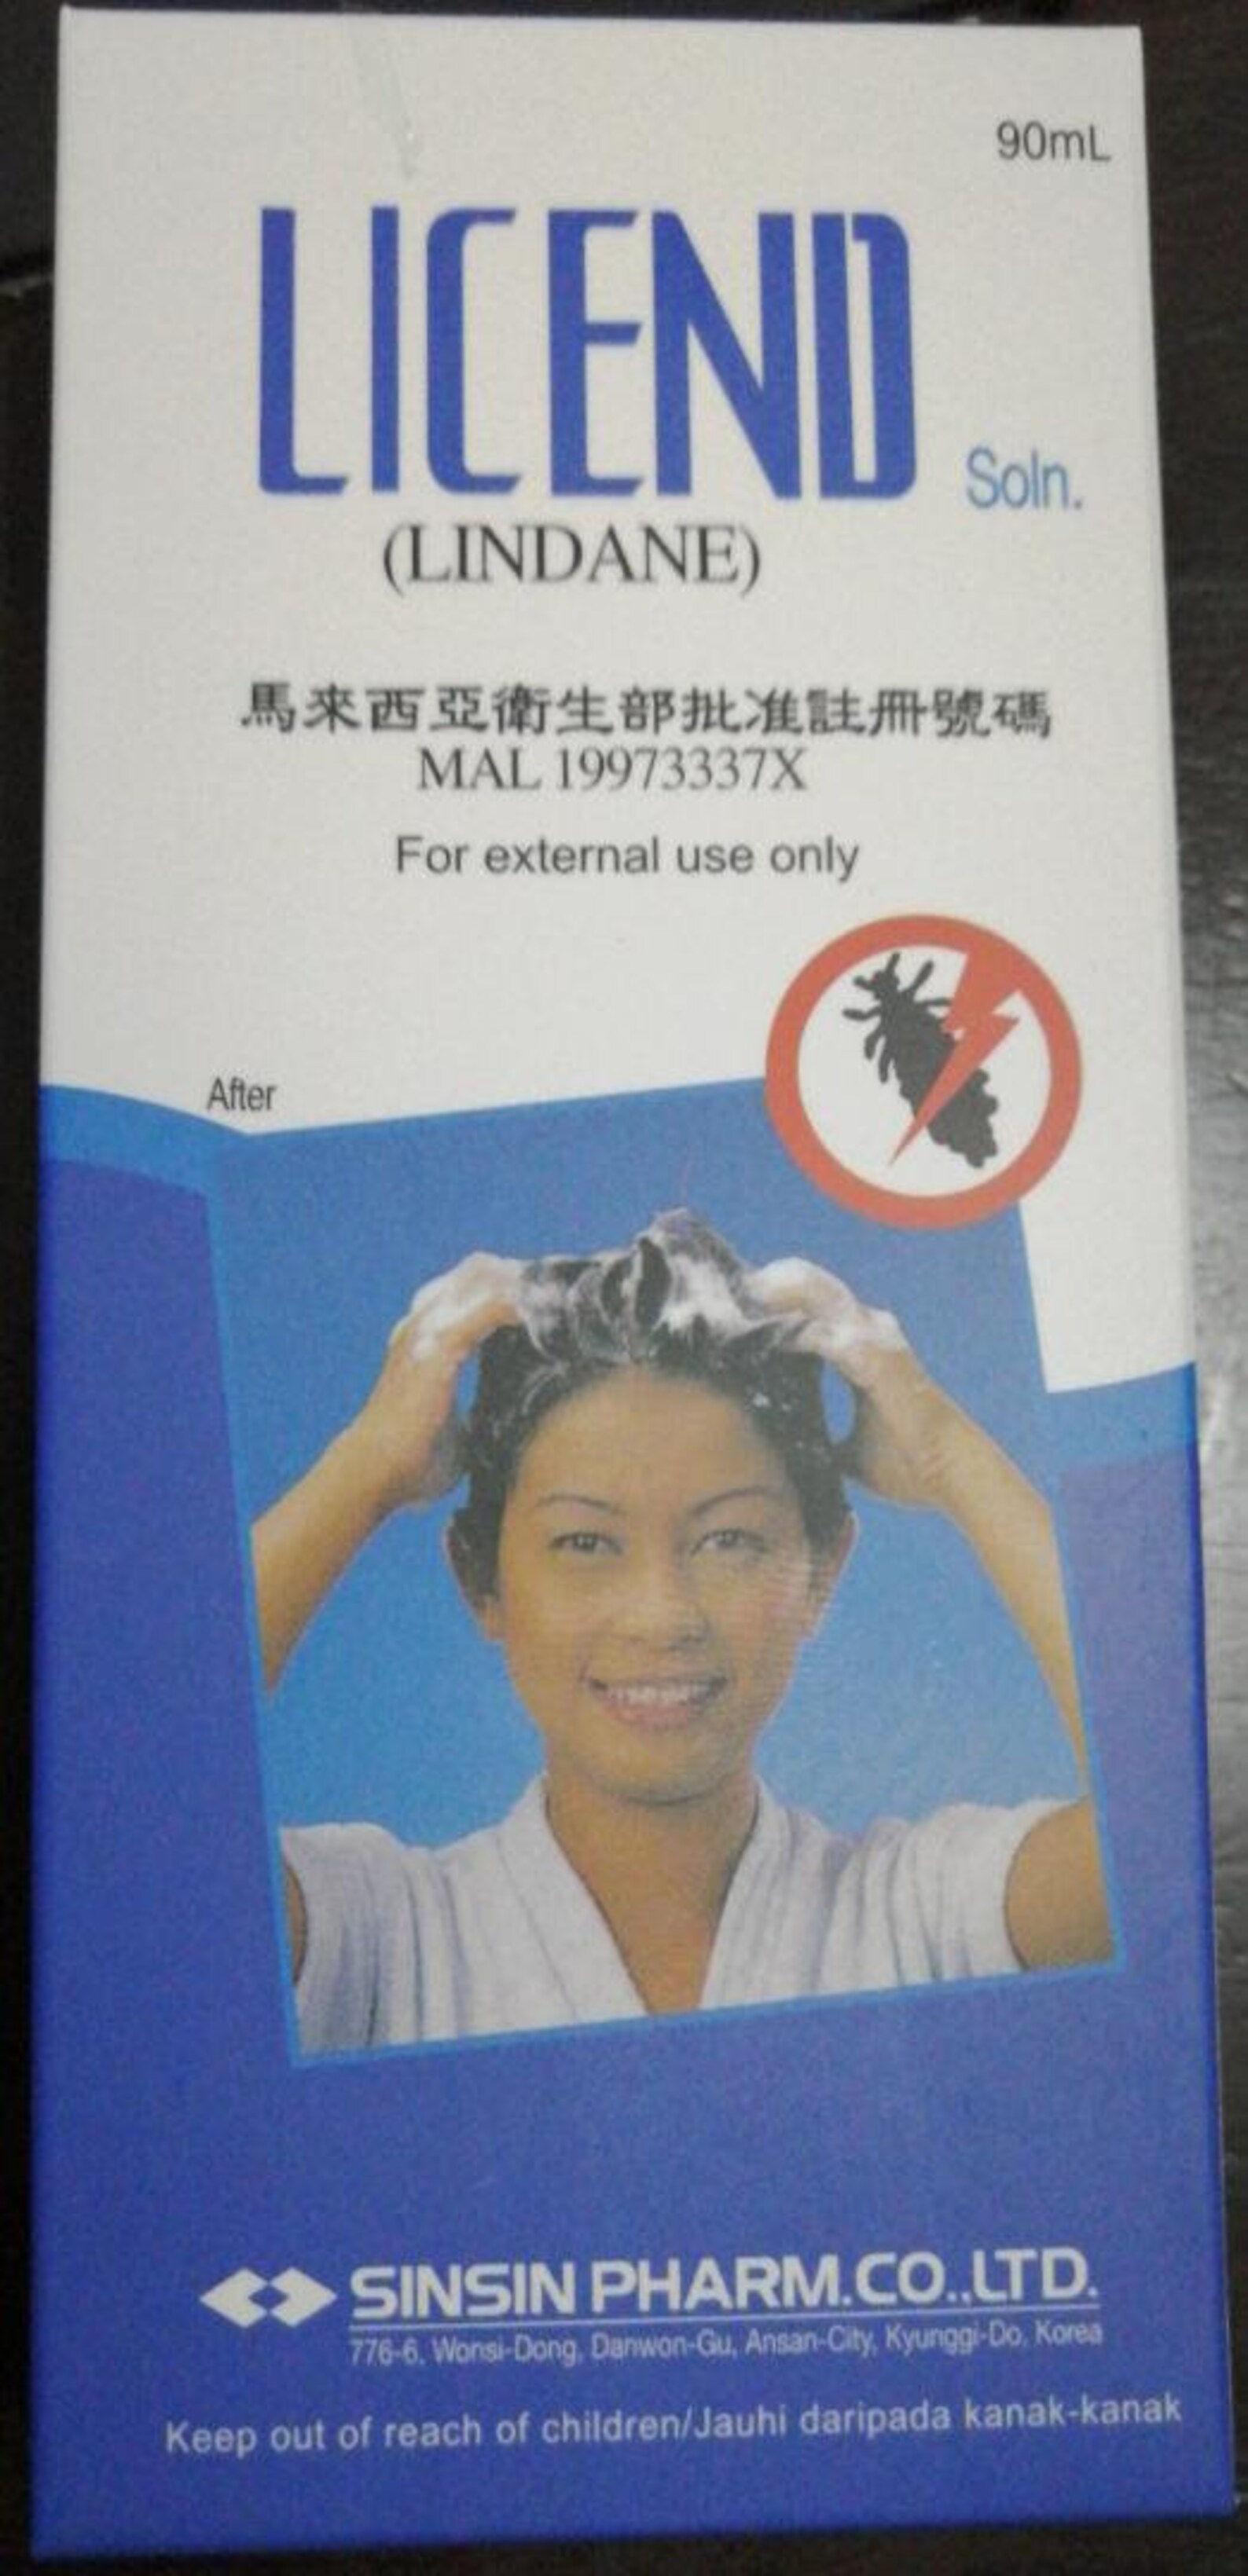 90mL
LICEND Soln.
(LINDANE)
馬來西亞衛生部批准註冊號碼
MAL 19973337X
For external use only
After
SINSIN PHARM.CO.,LTD.
776-6, Wonsi-Dong, Danwon-Gu, Ansan-City, Kyunggi-Do, Korea
Keep out of reach of children/Jauhi daripada kanak-kanak